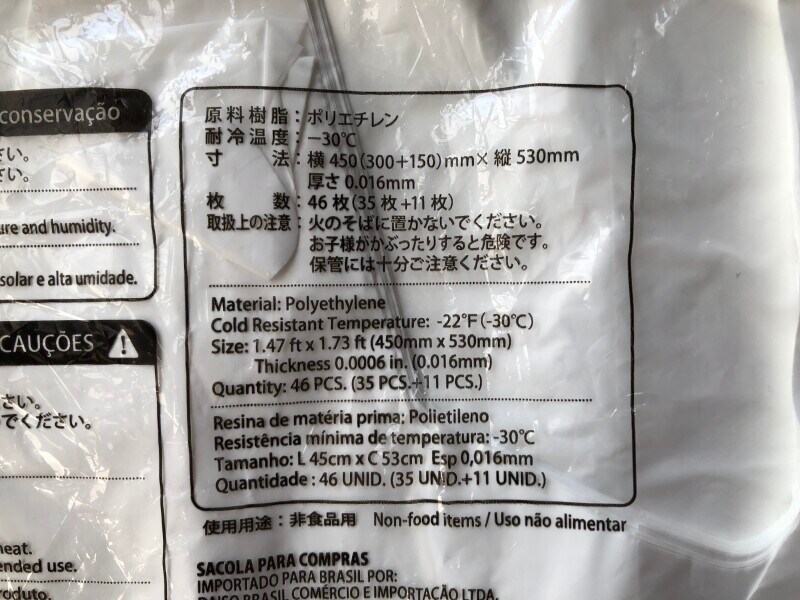 conservação
さい。
さい。
ure and humidity.
solar e alta umidade.
CAUÇÕES
さい。
でください。
heat.
ended use.
roduto.
原料樹脂：ポリエチレン
耐冷温度：－30℃
寸　　法：横 450（300＋150）mm× 縦 530mm
厚さ 0.016mm
枚　　数：46 枚（35 枚 +11 枚）
取扱上の注意：火のそばに置かないでください。
お子様がかぶったりすると危険です。
保管には十分ご注意ください。
Material: Polyethylene
Cold Resistant Temperature: -22℉(-30℃)
Size: 1.47 ft x 1.73 ft (450mm x 530mm)
Thickness 0.0006 in. (0.016mm)
Quantity: 46 PCS. (35 PCS.+11 PCS.)
Resina de matéria prima: Polietileno
Resistência mínima de temperatura: -30℃
Tamanho: L 45cm x C 53cm Esp 0,016mm
Quantidade : 46 UNID. (35 UNID.+11 UNID.)
使用用途：非食品用 Non-food items / Uso não alimentar
SACOLA PARA COMPRAS
IMPORTADO PARA BRASIL POR:
DAISO BRASIL COMÉRCIO E IMPORTAÇÃO LTDA.